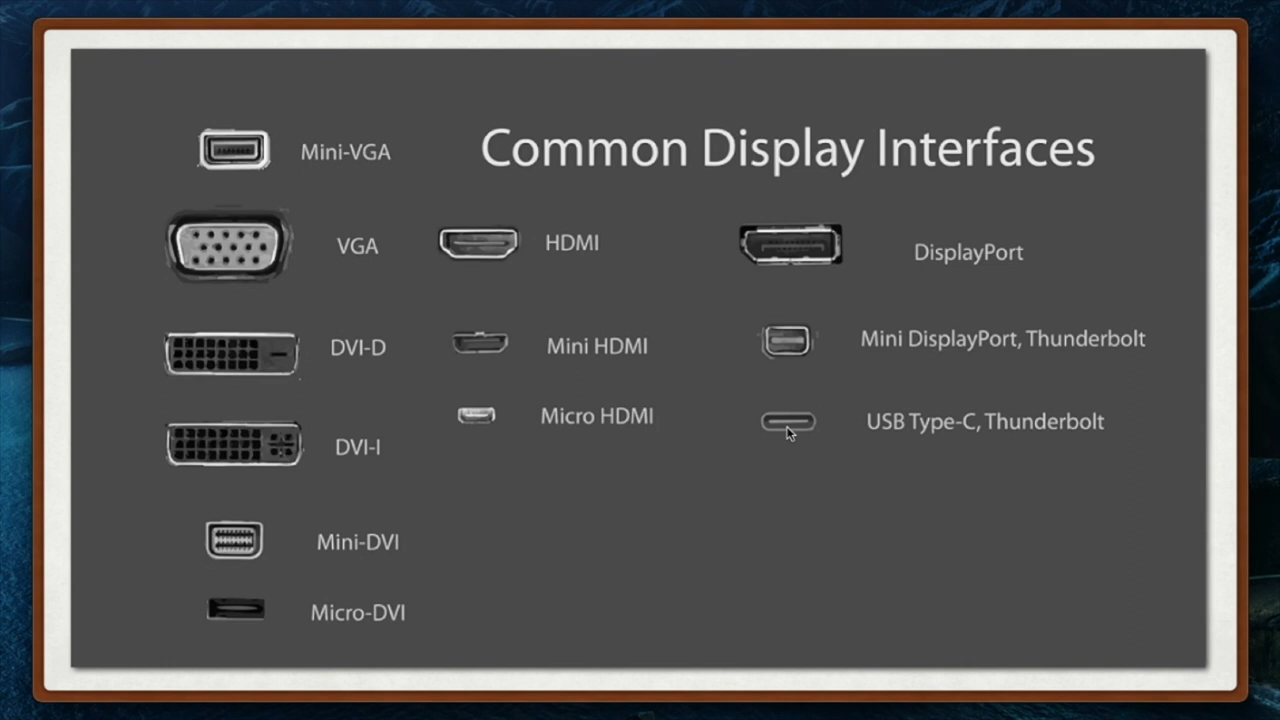 Common Display Interfaces
Mini-VGA
VGA
DVI-D
DVI-I
Mini-DVI
Micro-DVI
HDMI
Mini HDMI
Micro HDMI
DisplayPort
Mini DisplayPort, Thunderbolt
USB Type-C, Thunderbolt